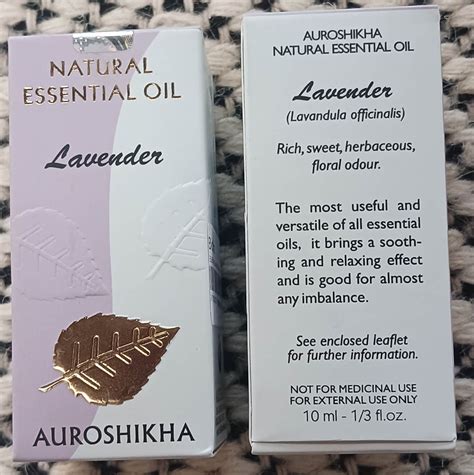 NATURAL
ESSENTIAL OIL
Lavender
AUROSHIKHA
AUROSHIKHA
NATURAL ESSENTIAL OIL
Lavender
(Lavandula officinalis)
Rich, sweet, herbaceous,
floral odour.
The most useful and
versatile of all essential
oils, it brings a sooth-
ing and relaxing effect
and is good for almost
any imbalance.
See enclosed leaflet
for further information.
NOT FOR MEDICINAL USE
FOR EXTERNAL USE ONLY
10 ml - 1/3 fl.oz.